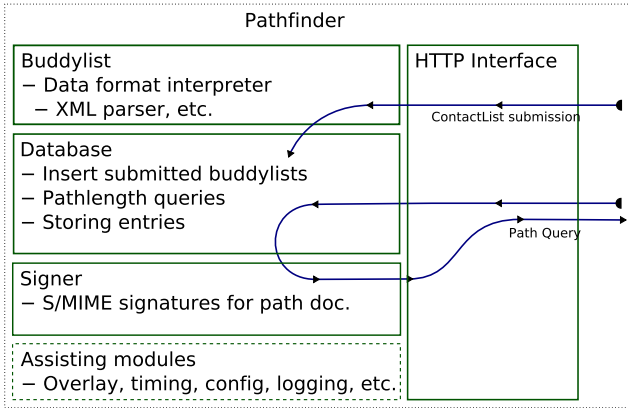 Pathfinder
Buddylist
− Data format interpreter
− XML parser, etc.
HTTP Interface
ContactList submission
Database
− Insert submitted buddylists
− Pathlength queries
− Storing entries
Path Query
Signer
− S/MIME signatures for path doc.
Assisting modules
− Overlay, timing, config, logging, etc.